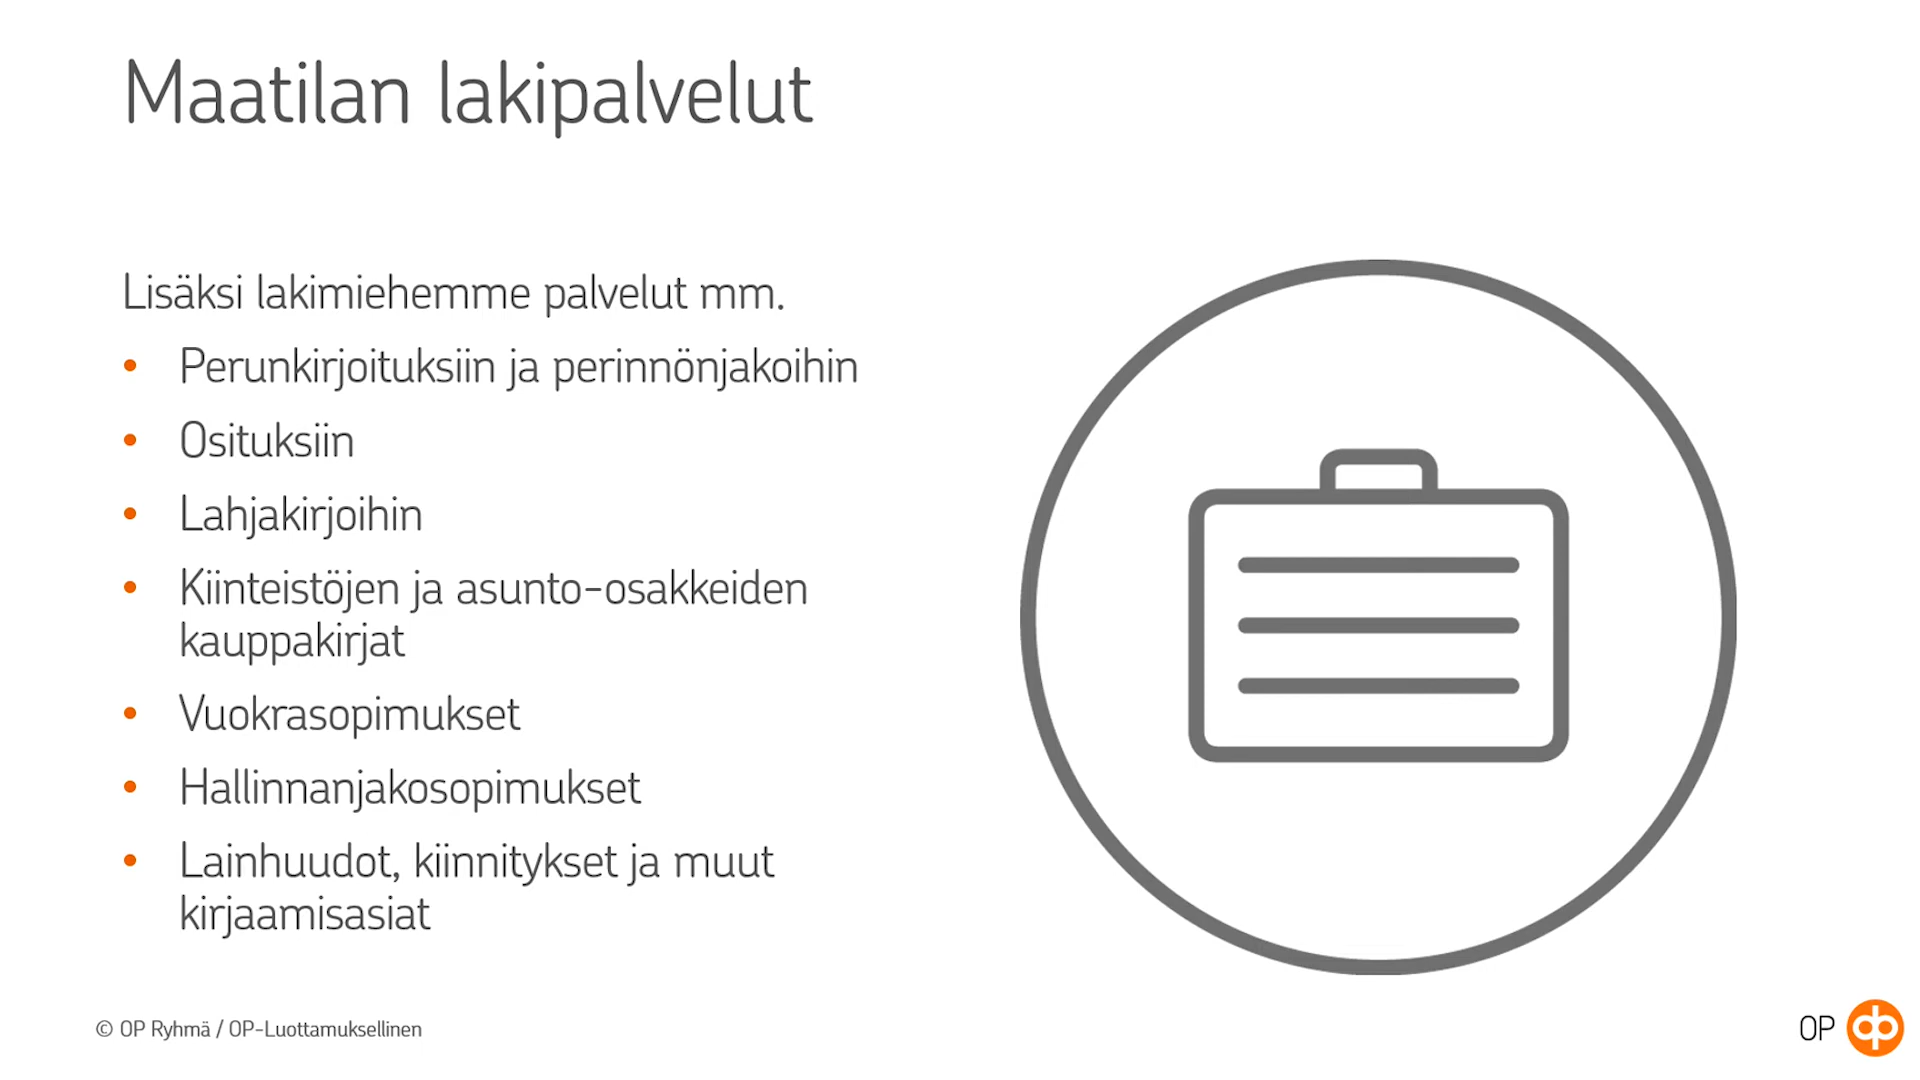 Maatilan lakipalvelut
Lisäksi lakimiehemme palvelut mm.
• Perunkirjoituksiin ja perinnönjakoihin
• Osituksiin
• Lahjakirjoihin
• Kiinteistöjen ja asunto-osakkeiden
kauppakirjat
• Vuokrasopimukset
• Hallinnanjakosopimukset
• Lainhuudot, kiinnitykset ja muut
kirjaamisasiat
© OP Ryhmä / OP-Luottamuksellinen
OP